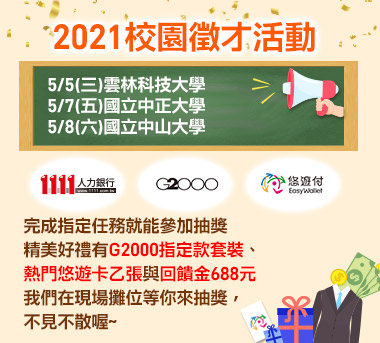 2021校園徵才活動
5/5(三)雲林科技大學
5/7(五)國立中正大學
5/8(六)國立中山大學
1111人力銀行
www.1111.com.tw
G2000
悠遊付
EasyWallet
完成指定任務就能參加抽獎
精美好禮有G2000指定款套裝、
熱門悠遊卡乙張與回饋金688元
我們在現場攤位等你來抽獎，
不見不散喔~